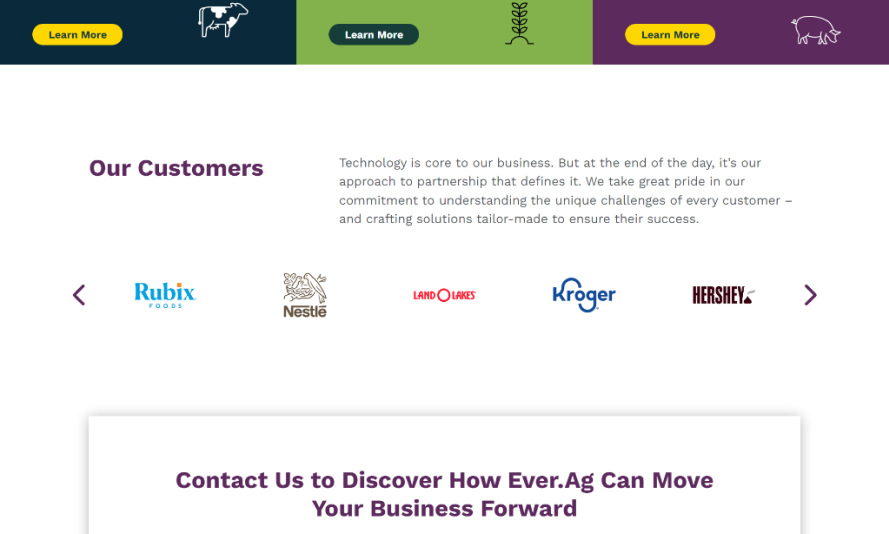 Learn More
Learn More
Learn More
Our Customers
Technology is core to our business. But at the end of the day, it's our
approach to partnership that defines it. We take great pride in our
commitment to understanding the unique challenges of every customer –
and crafting solutions tailor-made to ensure their success.
Rubix
FOODS
Nestlé
LAND O LAKES
Kroger
HERSHEY
Contact Us to Discover How Ever.Ag Can Move
Your Business Forward